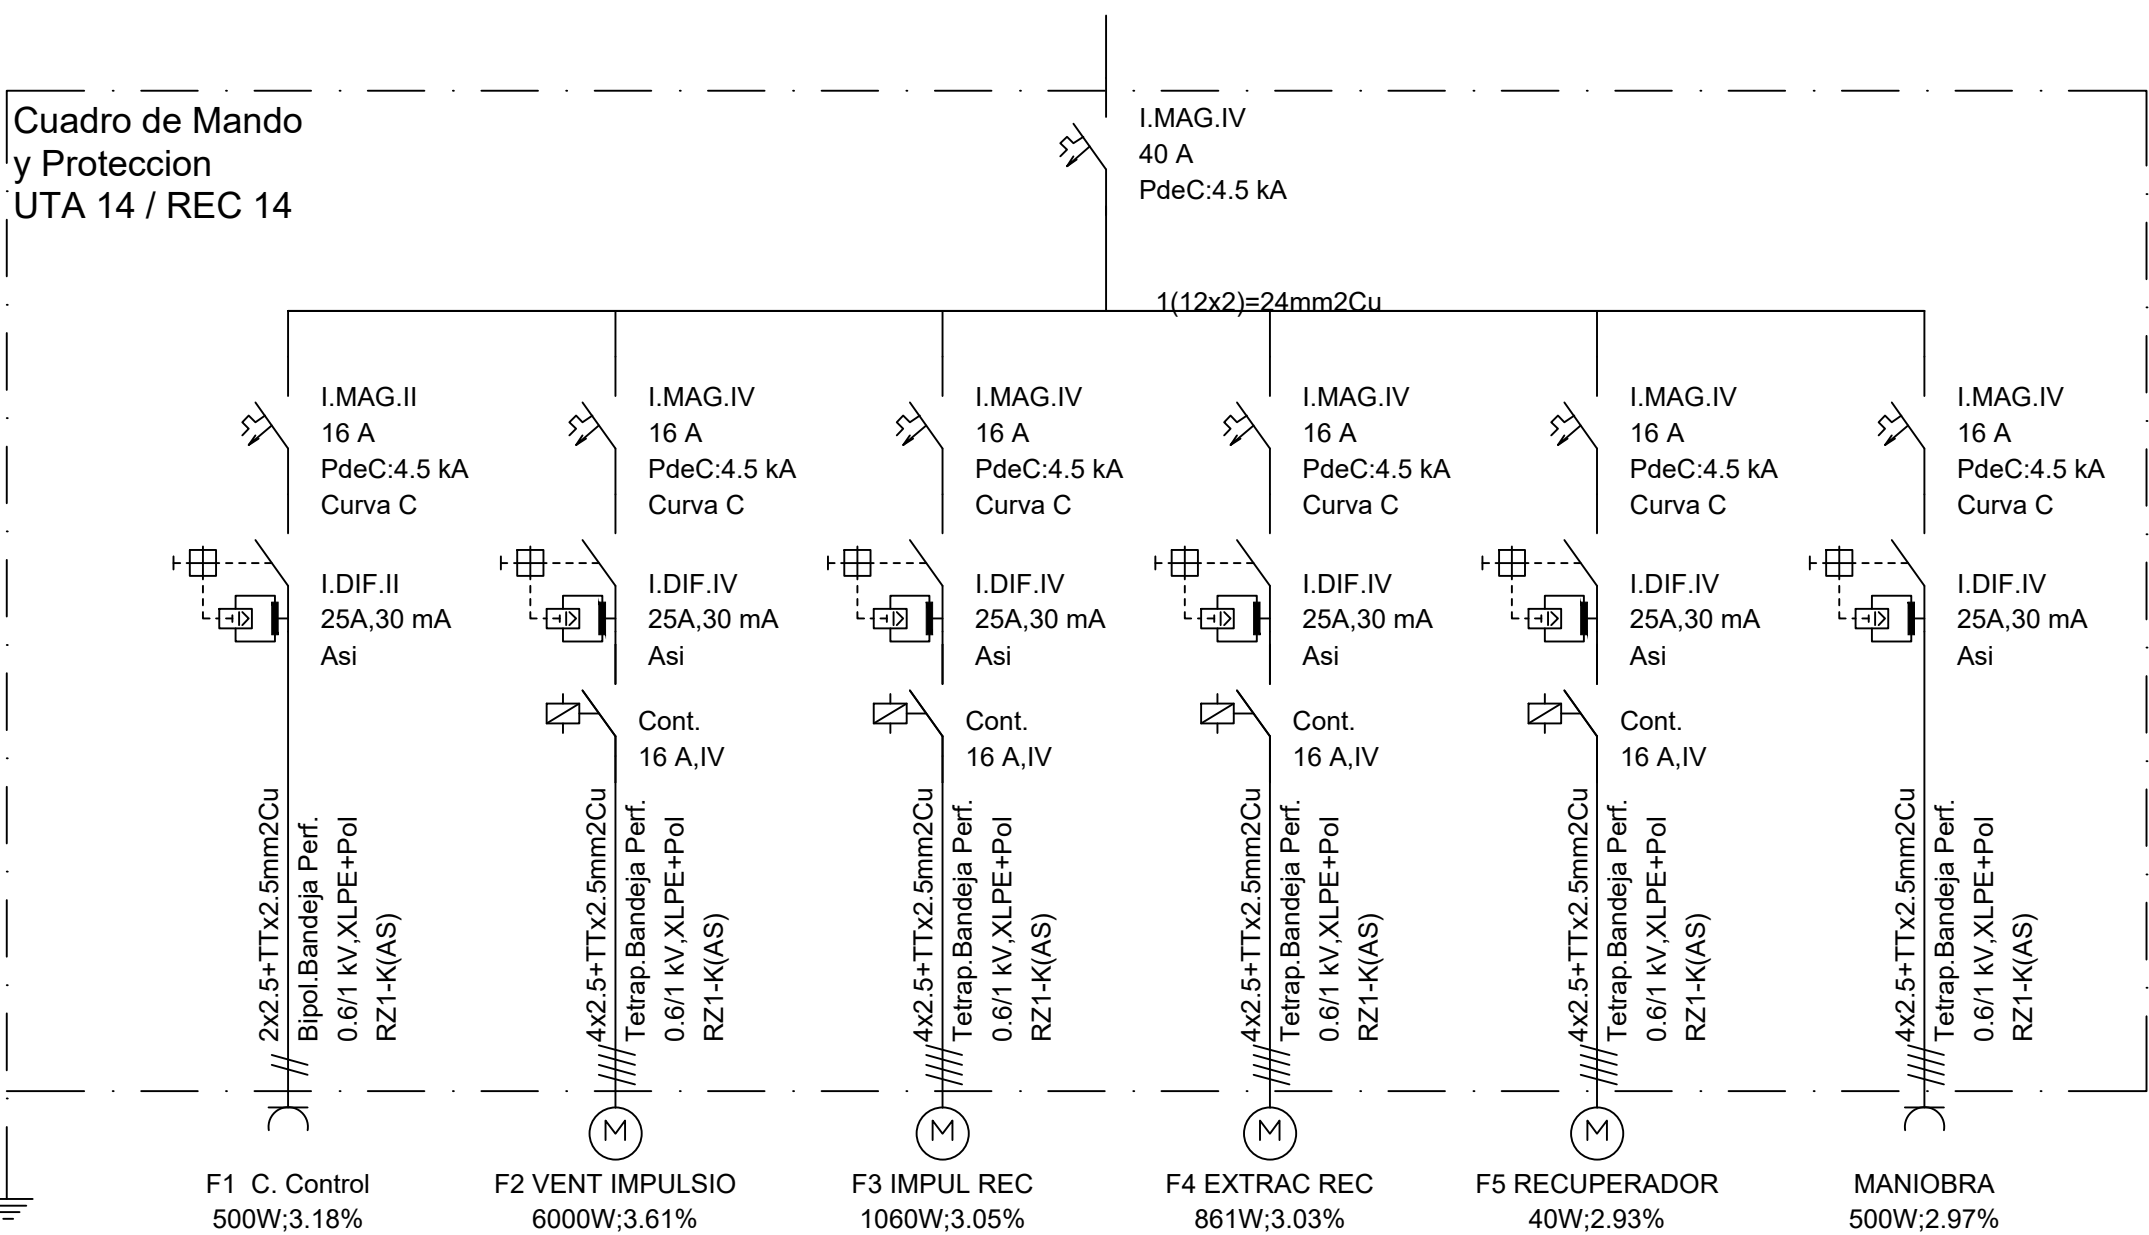 Cuadro de Mando
y Proteccion
UTA 14 / REC 14
I.MAG.IV
40 A
PdeC:4.5 kA
1(12x2)=24mm2Cu
I.MAG.II
16 A
PdeC:4.5 kA
Curva C
I.DIF.II
25A,30 mA
Asi
2x2.5+TTx2.5mm2Cu
Bipol.Bandeja Perf.
0.6/1 kV,XLPE+Pol
RZ1-K(AS)
F1 C. Control
500W;3.18%
I.MAG.IV
16 A
PdeC:4.5 kA
Curva C
I.DIF.IV
25A,30 mA
Asi
Cont.
16 A,IV
4x2.5+TTx2.5mm2Cu
Tetrap.Bandeja Perf.
0.6/1 kV,XLPE+Pol
RZ1-K(AS)
M
F2 VENT IMPULSIO
6000W;3.61%
I.MAG.IV
16 A
PdeC:4.5 kA
Curva C
I.DIF.IV
25A,30 mA
Asi
Cont.
16 A,IV
4x2.5+TTx2.5mm2Cu
Tetrap.Bandeja Perf.
0.6/1 kV,XLPE+Pol
RZ1-K(AS)
M
F3 IMPUL REC
1060W;3.05%
I.MAG.IV
16 A
PdeC:4.5 kA
Curva C
I.DIF.IV
25A,30 mA
Asi
Cont.
16 A,IV
4x2.5+TTx2.5mm2Cu
Tetrap.Bandeja Perf.
0.6/1 kV,XLPE+Pol
RZ1-K(AS)
M
F4 EXTRAC REC
861W;3.03%
I.MAG.IV
16 A
PdeC:4.5 kA
Curva C
I.DIF.IV
25A,30 mA
Asi
Cont.
16 A,IV
4x2.5+TTx2.5mm2Cu
Tetrap.Bandeja Perf.
0.6/1 kV,XLPE+Pol
RZ1-K(AS)
M
F5 RECUPERADOR
40W;2.93%
I.MAG.IV
16 A
PdeC:4.5 kA
Curva C
I.DIF.IV
25A,30 mA
Asi
4x2.5+TTx2.5mm2Cu
Tetrap.Bandeja Perf.
0.6/1 kV,XLPE+Pol
RZ1-K(AS)
MANIOBRA
500W;2.97%